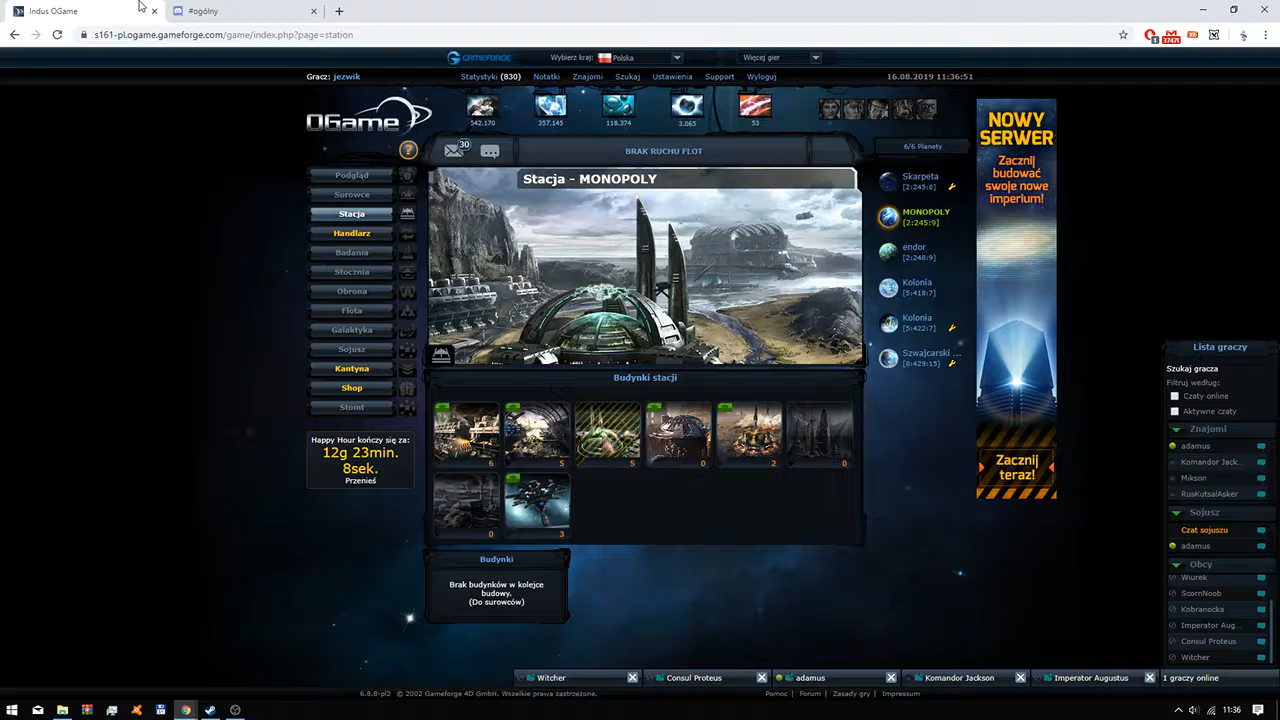 Indus OGame
#ogólny
s161-pl.ogame.gameforge.com/game/index.php?page=station
GAMEFORGE
Wybierz kraj:
Polska
Więcej gier
Gracz: jezwik
Statystyki (830)
Notatki
Znajomi
Szukaj
Ustawienia
Support
Wyloguj
16.08.2019 11:36:51
OGame
542.170
357.145
118.374
3.065
53
30
BRAK RUCHU FLOT
6/6 Planety
Stacja - MONOPOLY
Podgląd
Surowce
Stacja
Handlarz
Badania
Stocznia
Obrona
Flota
Galaktyka
Sojusz
Kantyna
Shop
Stomt
Happy Hour kończy się za:
12g 23min.
8sek.
Przenieś
Skarpeta
[2:245:8]
MONOPOLY
[2:245:9]
endor
[2:248:9]
Kolonia
[5:418:7]
Kolonia
[5:422:7]
Szwajcarski ...
[8:429:15]
NOWY
SERWER
Zacznij
budować
swoje nowe
imperium!
Zacznij
teraz!
Budynki stacji
6
5
5
0
2
0
0
3
Budynki
Brak budynków w kolejce
budowy.
(Do surowców)
Lista graczy
Szukaj gracza
Filtruj według:
Czaty online
Aktywne czaty
Znajomi
adamus
Komandor Jack...
Mikson
RusKutsalAsker
Sojusz
Czat sojuszu
adamus
Obcy
Wiurek
ScornNoob
Kobranocka
Imperator Aug...
Consul Proteus
Witcher
Witcher
Consul Proteus
adamus
Komandor Jackson
Imperator Augustus
1 graczy online
6.8.8-pl2 © 2002 Gameforge 4D GmbH. Wszelkie prawa zastrzeżone.
Pomoc
Forum
Zasady gry
Impressum
11:36